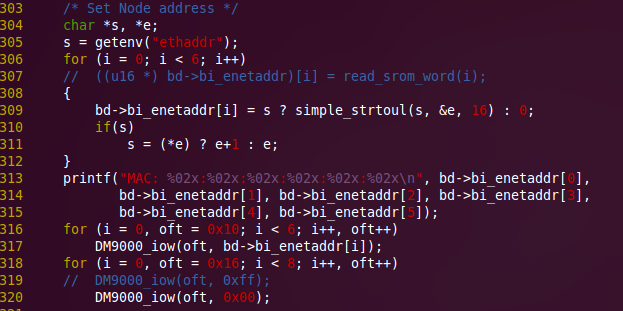 303     /* Set Node address */
304     char *s, *e;
305     s = getenv("ethaddr");
306     for (i = 0; i < 6; i++)
307     //  ((u16 *) bd->bi_enetaddr)[i] = read_srom_word(i);
308     {
309         bd->bi_enetaddr[i] = s ? simple_strtoul(s, &e, 16) : 0;
310         if(s)
311             s = (*e) ? e+1 : e;
312     }
313     printf("MAC: %02x:%02x:%02x:%02x:%02x:%02x\n", bd->bi_enetaddr[0],
314            bd->bi_enetaddr[1], bd->bi_enetaddr[2], bd->bi_enetaddr[3],
315            bd->bi_enetaddr[4], bd->bi_enetaddr[5]);
316     for (i = 0, oft = 0x10; i < 6; i++, oft++)
317         DM9000_iow(oft, bd->bi_enetaddr[i]);
318     for (i = 0, oft = 0x16; i < 8; i++, oft++)
319     //  DM9000_iow(oft, 0xff);
320         DM9000_iow(oft, 0x00);